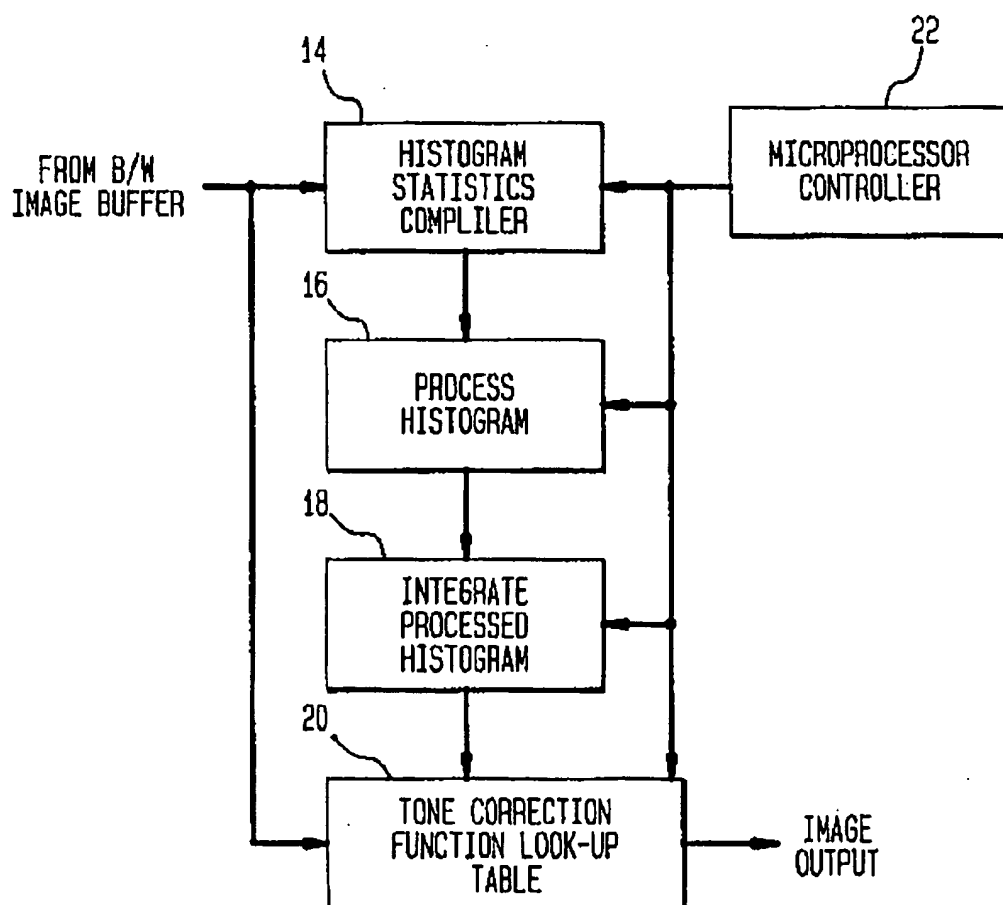 14
22
FROM B/W
IMAGE BUFFER
HISTOGRAM
STATISTICS
COMPLILER
MICROPROCESSOR
CONTROLLER
16
PROCESS
HISTOGRAM
18
INTEGRATE
PROCESSED
HISTOGRAM
20
TONE CORRECTION
FUNCTION LOOK-UP
TABLE
IMAGE
OUTPUT